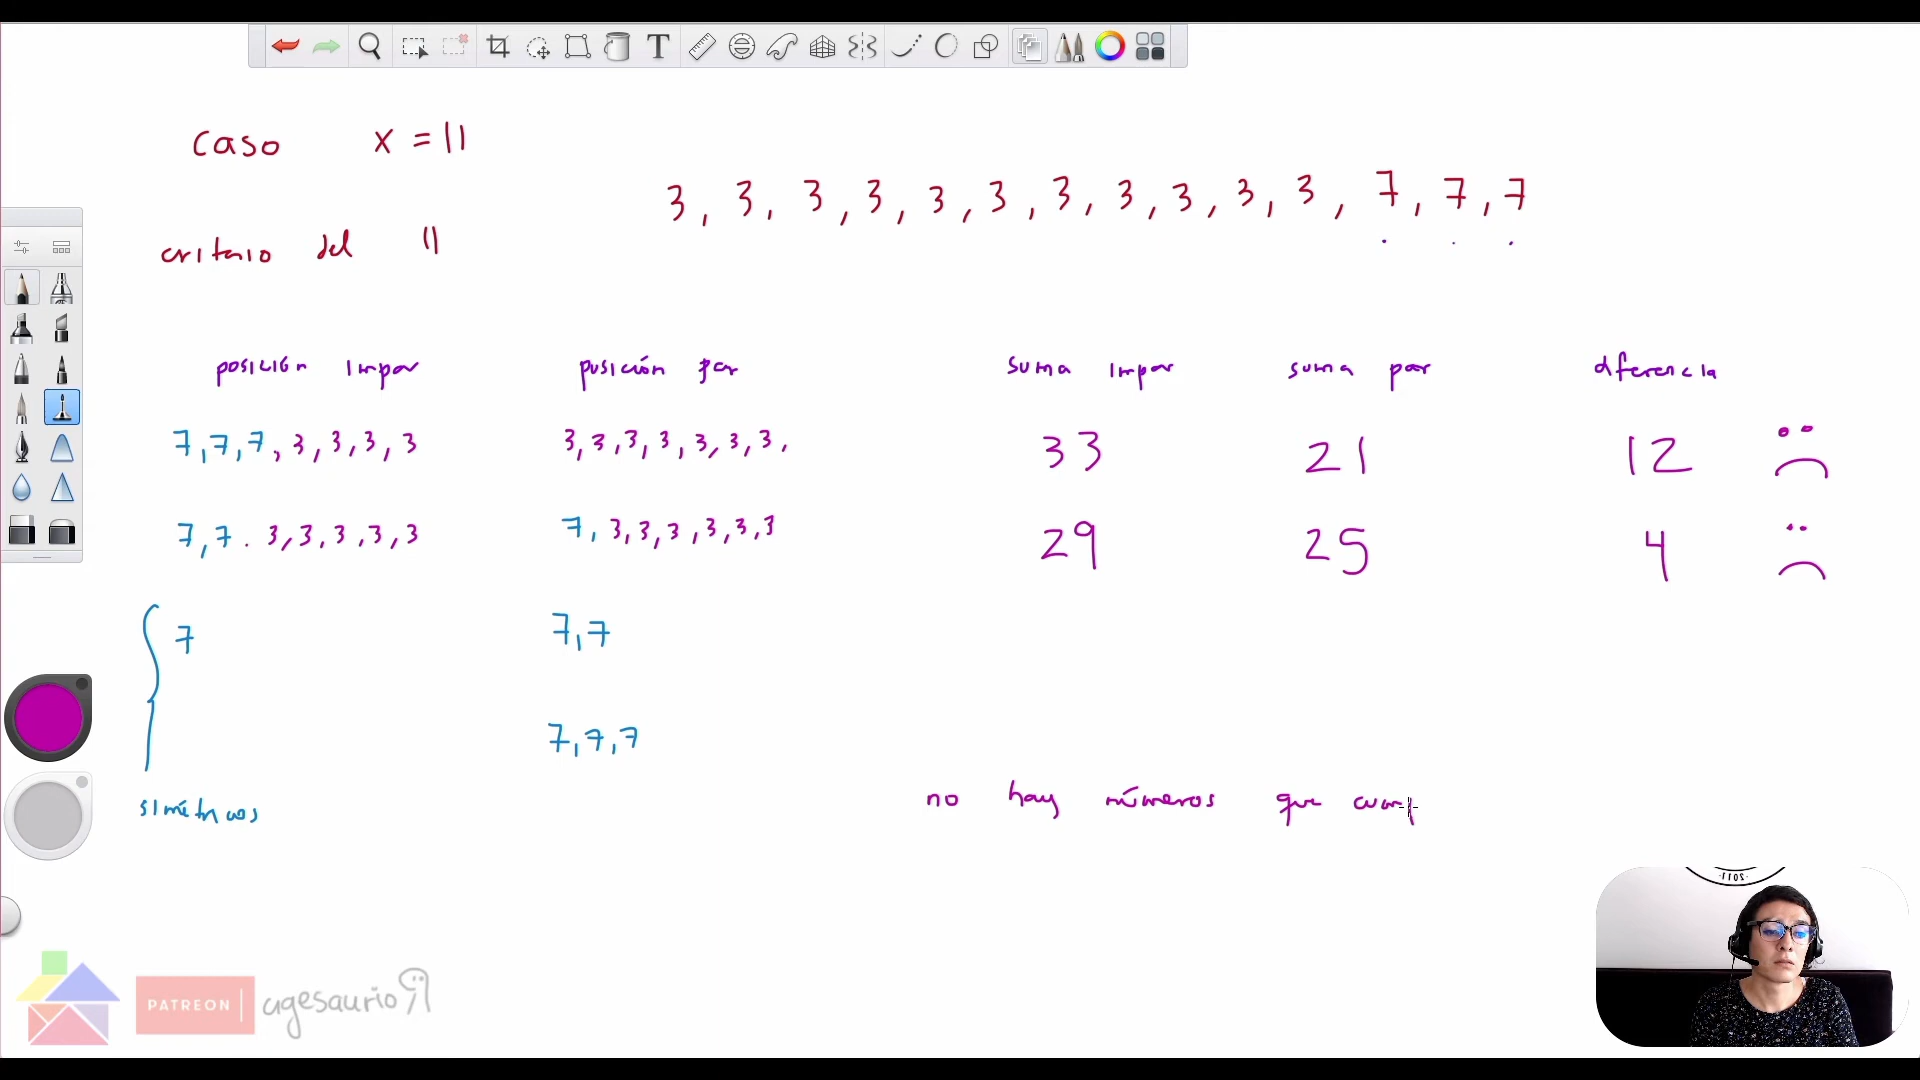 caso x = 11
3, 3, 3, 3, 3, 3, 3, 3, 3, 3, 3, 7, 7, 7
criterio del 11
posición impar posición par suma impar suma par diferencia
7, 7, 7, 3, 3, 3, 3 3, 3, 3, 3, 3, 3, 3, 33 21 12
7, 7. 3, 3, 3, 3, 3 7, 3, 3, 3, 3, 3, 3 29 25 4
7 7, 7
7, 7, 7
simétricos no hay números que cump
2011
PATREON | agesaurio91